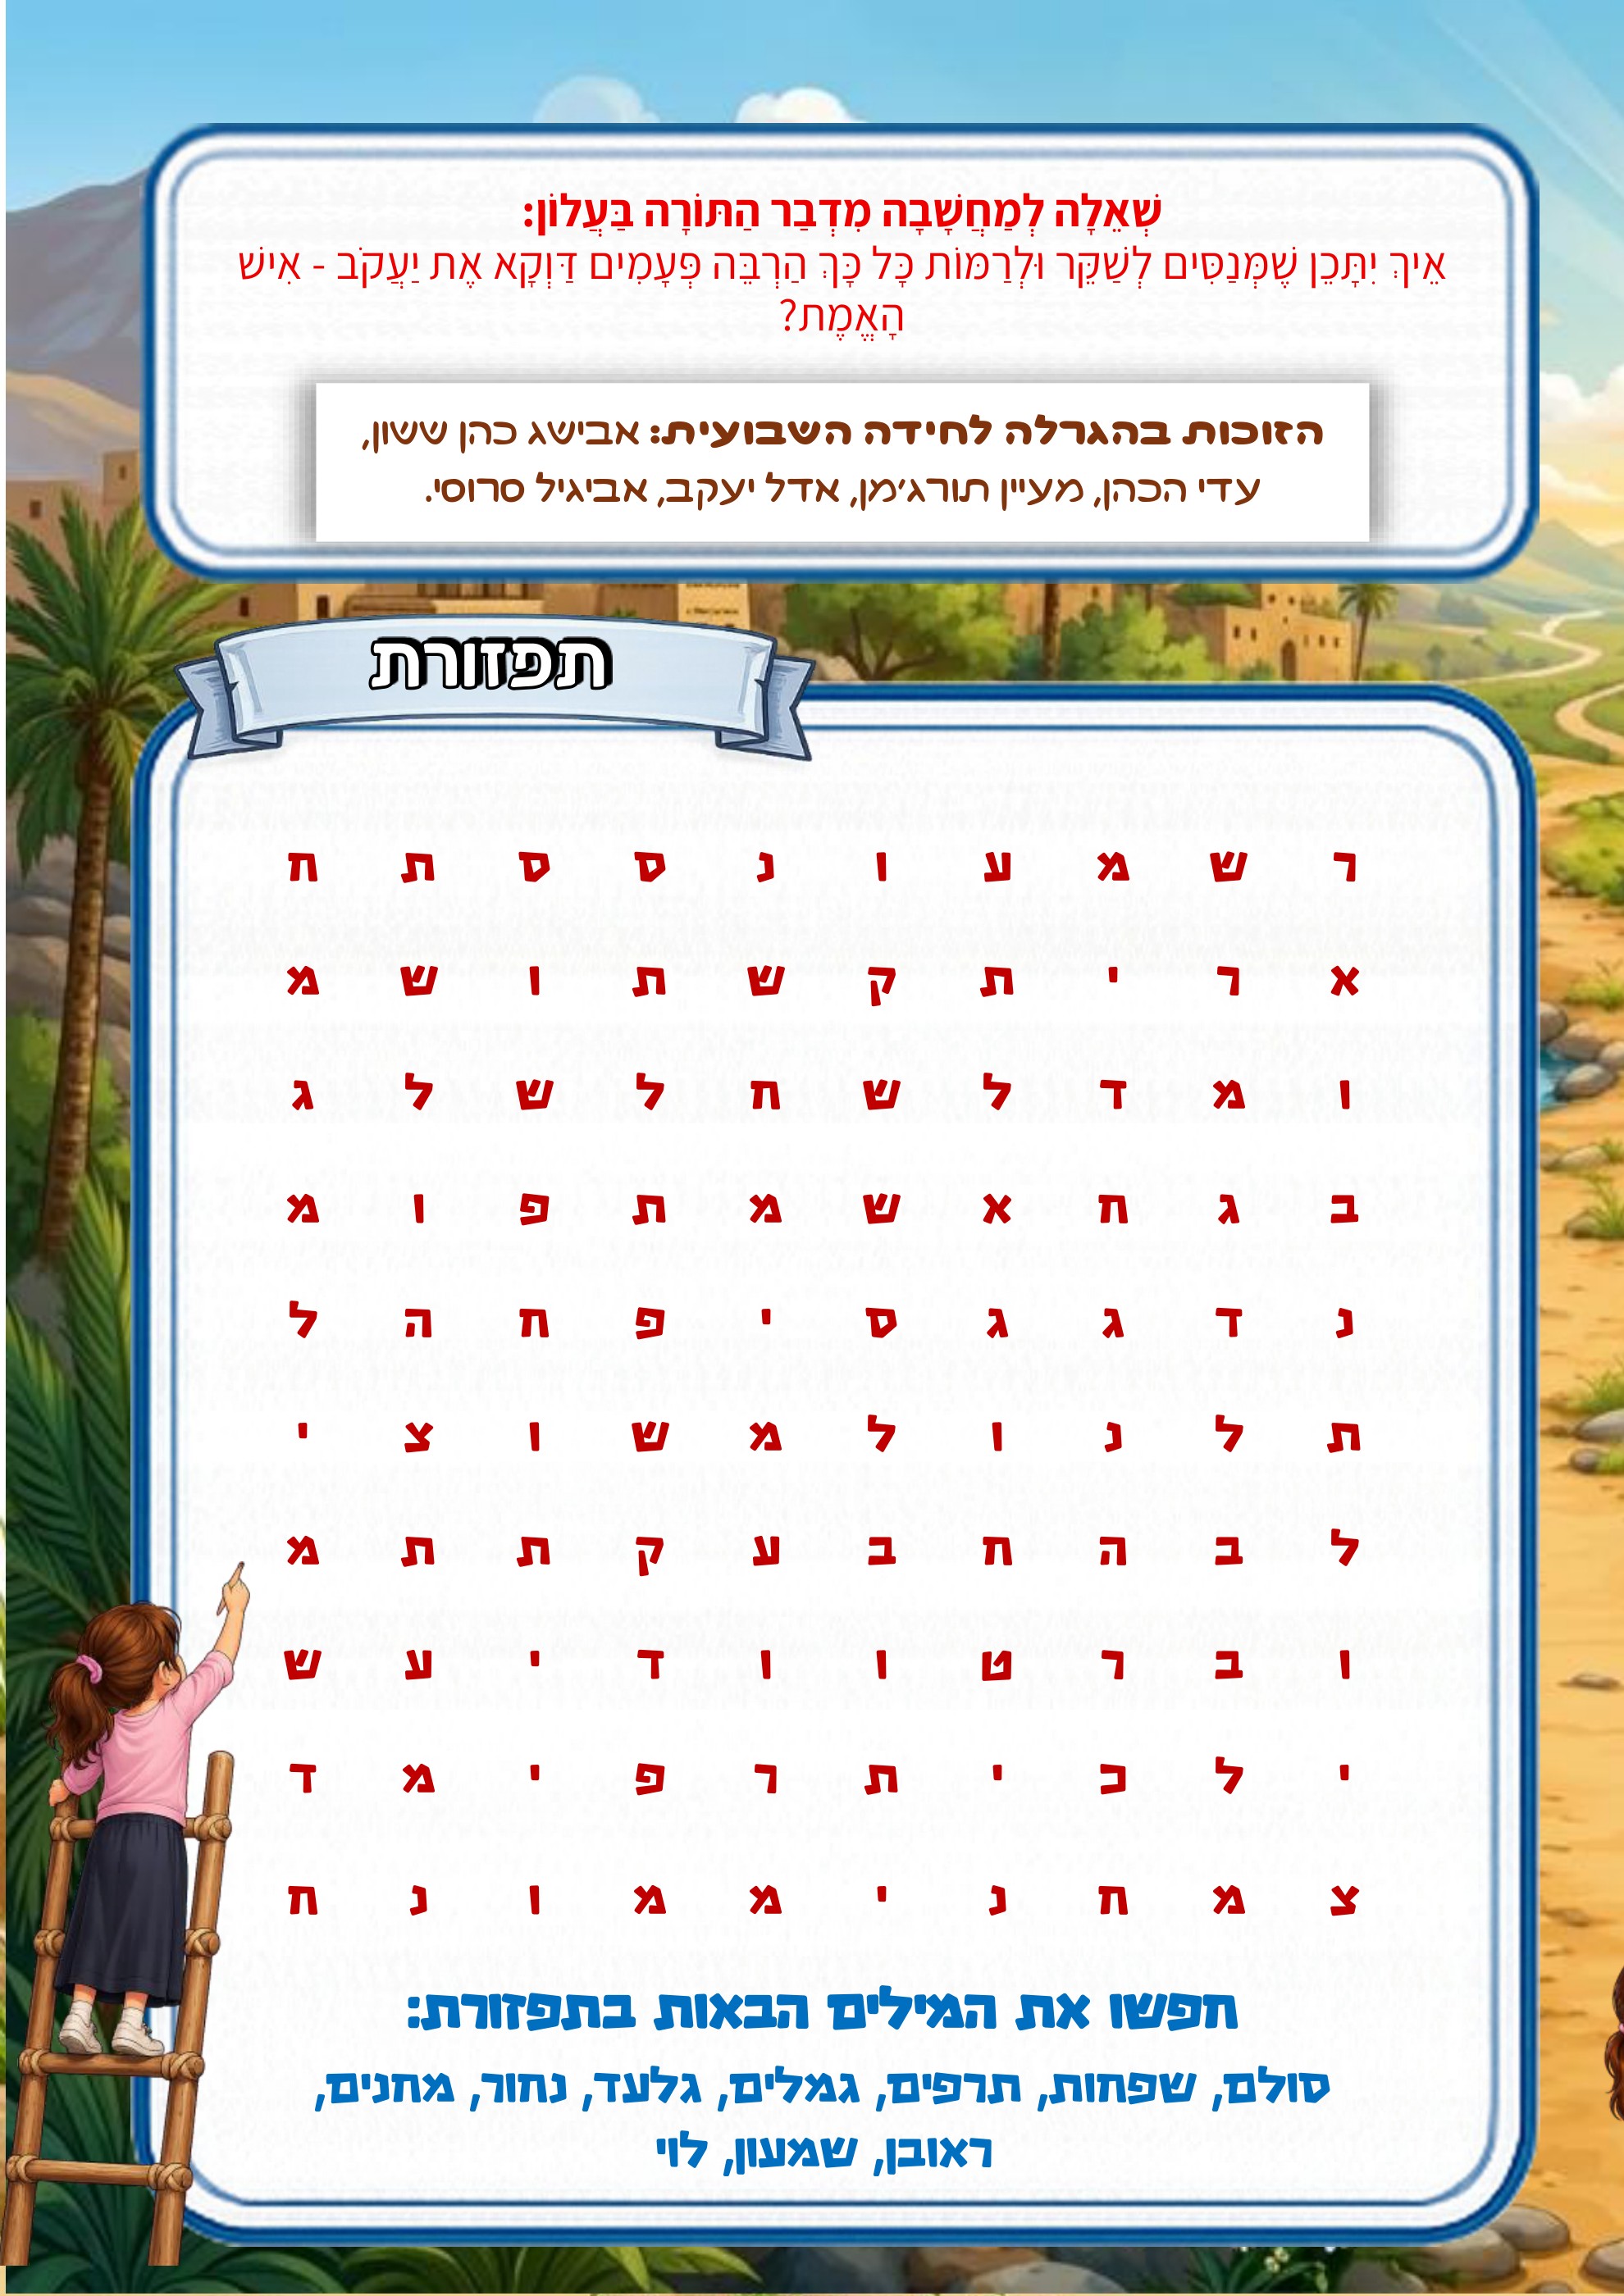 שְׁאֵלָה לְמַחֲשָׁבָה מִדְבַר הַתּוֹרָה בַּעֲלוֹן:
אֵיךְ יִתָּכֵן שֶׁמְּנַסִּים לְשַׁקֵּר וּלְרַמּוֹת כָּל כָּךְ הַרְבֵּה פְּעָמִים דַּוְקָא אֶת יַעֲקֹב - אִישׁ
הָאֱמֶת?
הזוכות בהגרלה לחידה השבועית: אבישג כהן ששון,
עדי הכהן, מעיין תורג׳מן, אדל יעקב, אביגיל סרוסי.
תפזורת
ר ש מ ע ו נ ס ס ת ח
א ר י ת ק ש ת ו ש מ
ו מ ד ל ש ח ל ש ל ג
ב ג ח א ש מ ת פ ו מ
נ ד ג ג ס י פ ח ה ל
ת ל נ ו ל מ ש ו צ י
ל ב ה ח ב ע ק ת ת מ
ו ב ר ט ו ו ד י ע ש
י ל כ י ת ר פ י מ ד
צ מ ח נ י מ מ ו נ ח
חפשו את המילים הבאות בתפזורת:
סולם, שפחות, תרפים, גמלים, גלעד, נחור, מחנים,
ראובן, שמעון, לוי